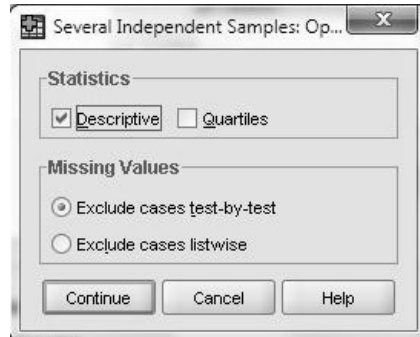 Several Independent Samples: Op...
Statistics
Descriptive Quartiles
Missing Values
Exclude cases test-by-test
Exclude cases listwise
Continue Cancel Help